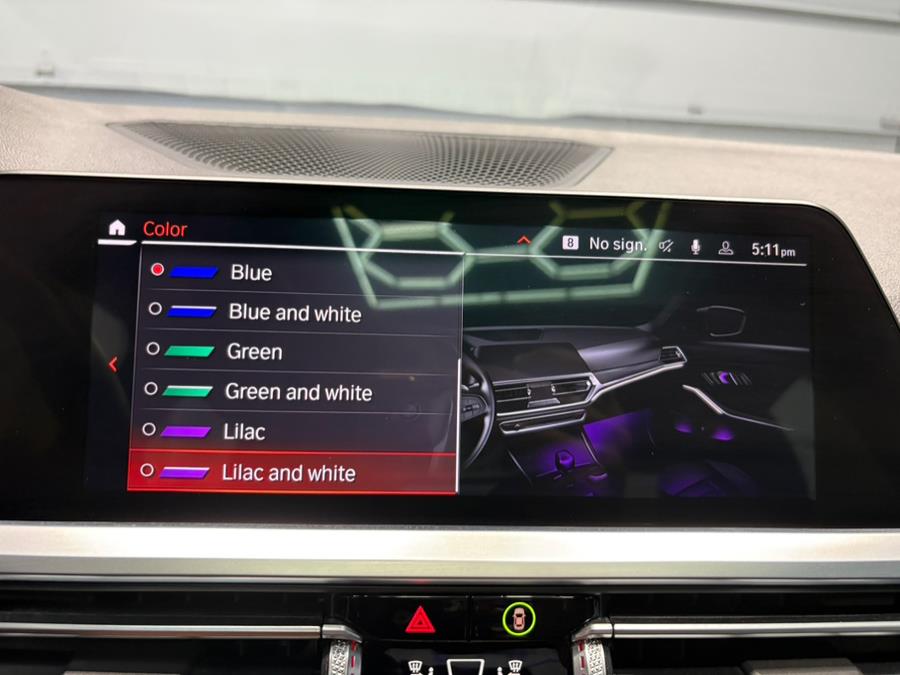 Color
8 No sign. 5:11pm
Blue
Blue and white
Green
Green and white
Lilac
Lilac and white